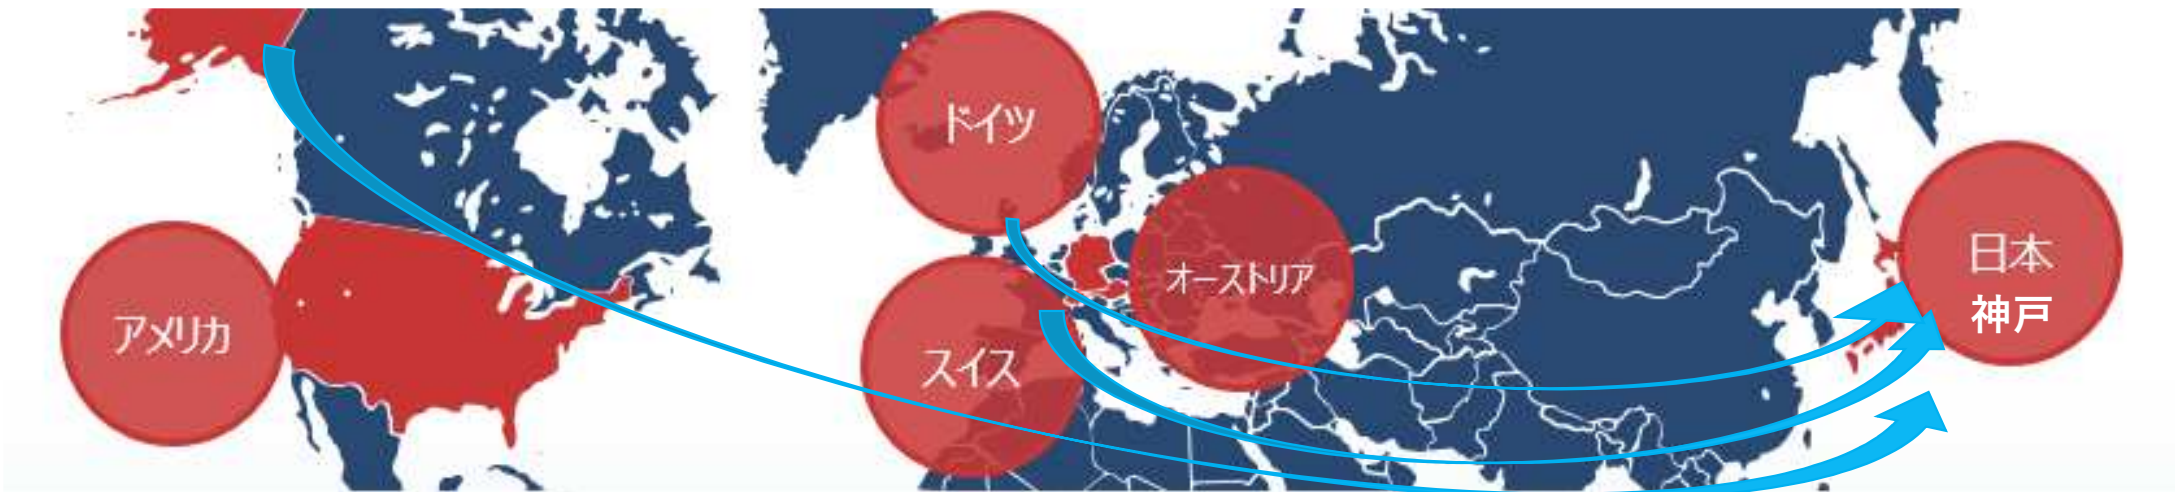 ドイツ
オーストリア
日本
神戸
アメリカ
スイス